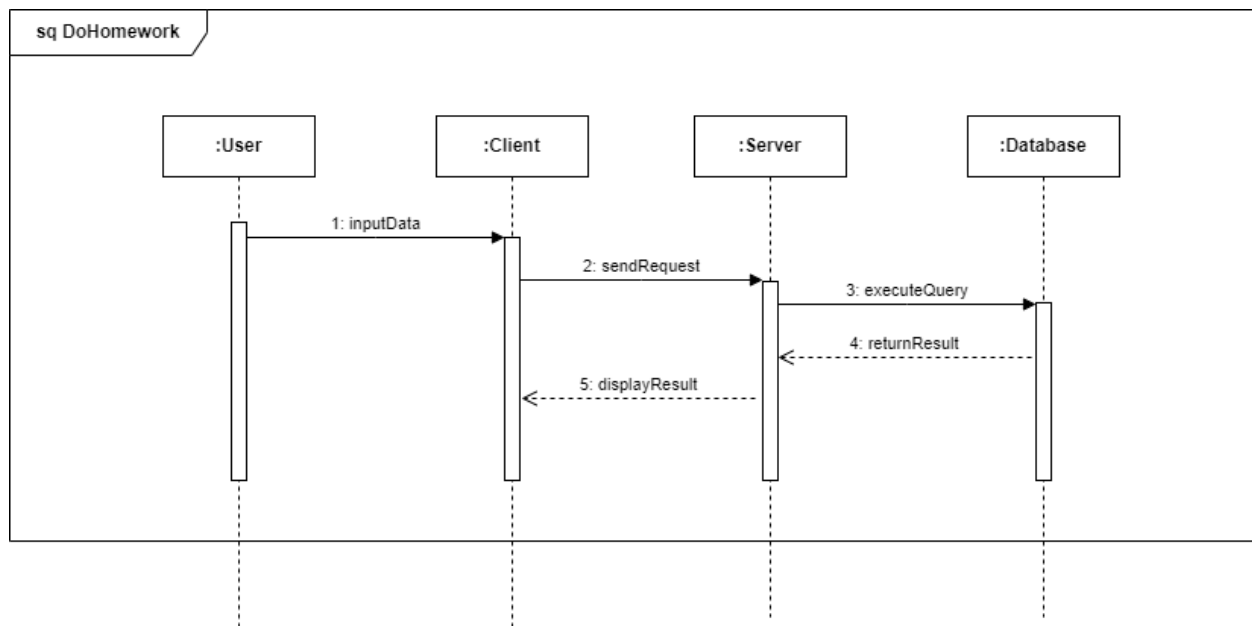 sq DoHomework
:User
:Client
:Server
:Database
1: inputData
2: sendRequest
3: executeQuery
4: returnResult
5: displayResult